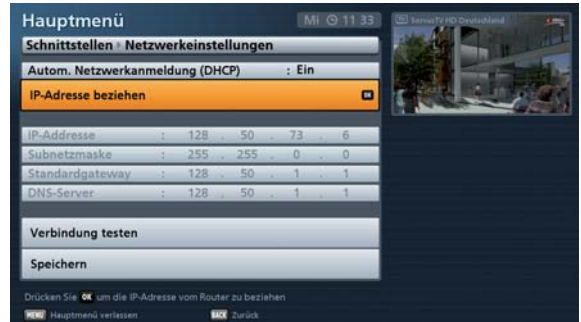 Hauptmenü
Mi 11 33
ServusTV HD Deutschland
Schnittstellen Netzwerkeinstellungen
Autom. Netzwerkanmeldung (DHCP) : Ein
IP-Adresse beziehen OK
IP-Addresse : 128 . 50 . 73 . 6
Subnetzmaske : 255 . 255 . 0 . 0
Standardgateway : 128 . 50 . 1 . 1
DNS-Server : 128 . 50 . 1 . 1
Verbindung testen
Speichern
Drücken Sie OK um die IP-Adresse vom Router zu beziehen
MENU Hauptmenü verlassen BACK Zurück